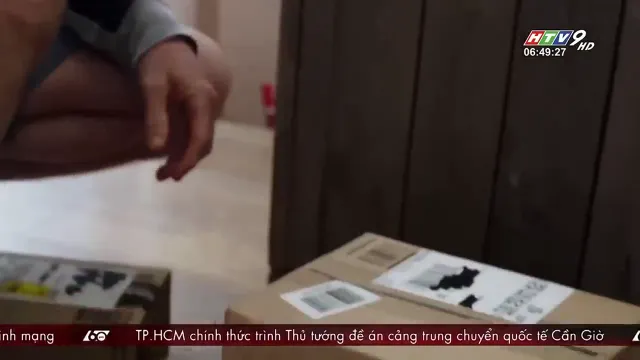 HTV9 HD
06:49:27
inh mạng
TP.HCM chính thức trình Thủ tướng đề án cảng trung chuyển quốc tế Cần Giờ